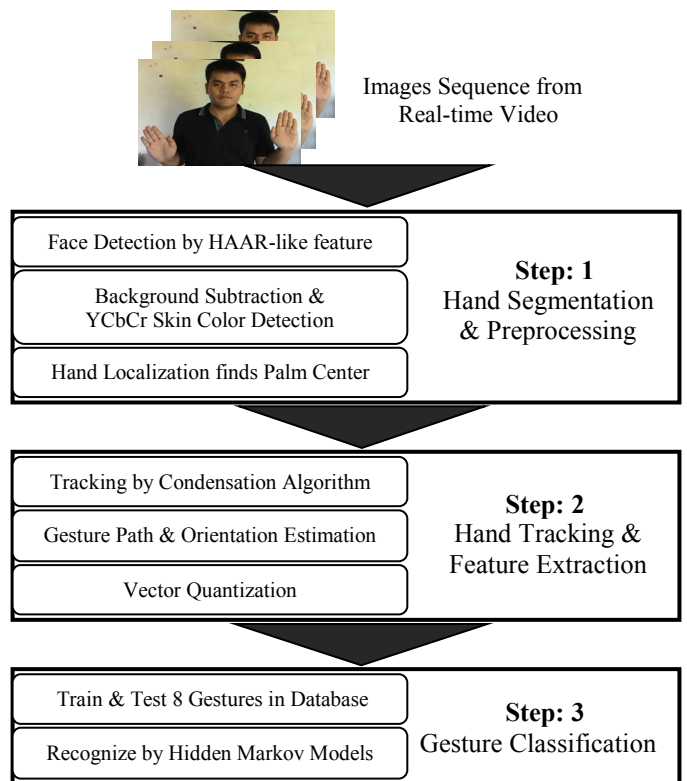 Images Sequence from
Real-time Video
Face Detection by HAAR-like feature
Background Subtraction &
YCbCr Skin Color Detection
Hand Localization finds Palm Center
Step: 1
Hand Segmentation
& Preprocessing
Tracking by Condensation Algorithm
Gesture Path & Orientation Estimation
Vector Quantization
Step: 2
Hand Tracking &
Feature Extraction
Train & Test 8 Gestures in Database
Recognize by Hidden Markov Models
Step: 3
Gesture Classification